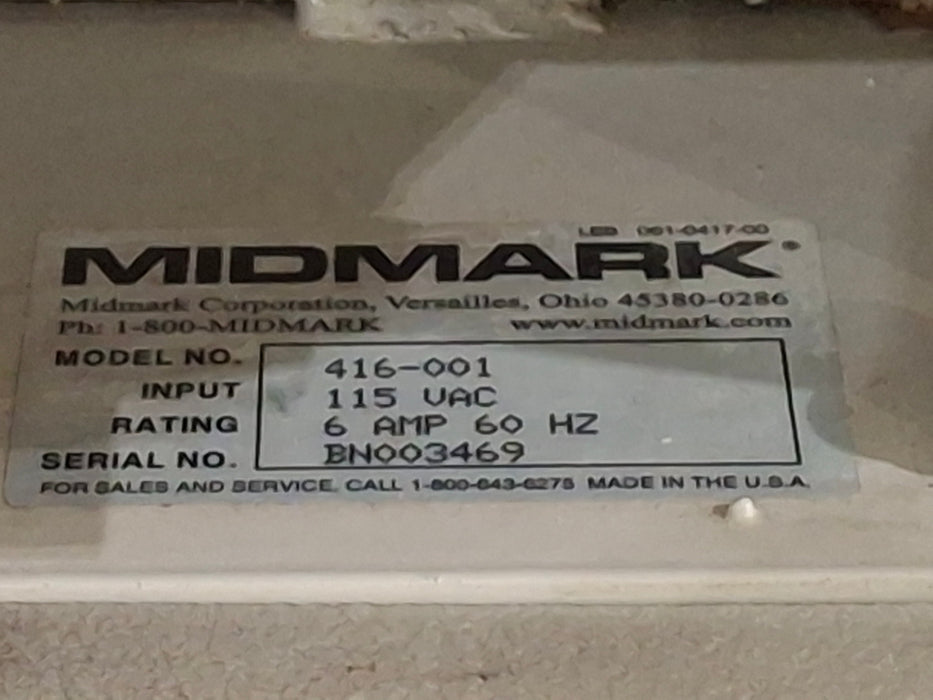 061-0417-00
MIDMARK®
Midmark Corporation, Versailles, Ohio 45380-0286
Ph: 1-800-MIDMARK www.midmark.com
MODEL NO. 416-001
INPUT 115 VAC
RATING 6 AMP 60 HZ
SERIAL NO. BN003469
FOR SALES AND SERVICE CALL 1-800-643-6275 MADE IN THE U.S.A.